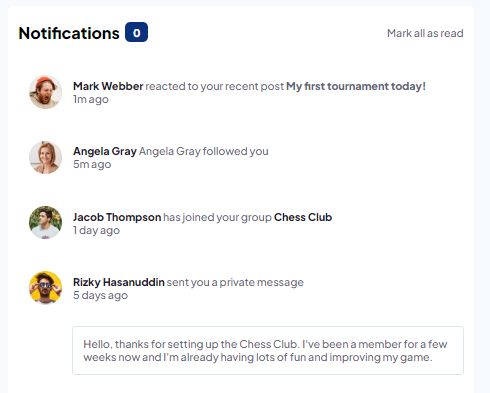 Notifications 0 Mark all as read
Mark Webber reacted to your recent post My first tournament today!
1m ago
Angela Gray Angela Gray followed you
5m ago
Jacob Thompson has joined your group Chess Club
1 day ago
Rizky Hasanuddin sent you a private message
5 days ago
Hello, thanks for setting up the Chess Club. I've been a member for a few
weeks now and I'm already having lots of fun and improving my game.